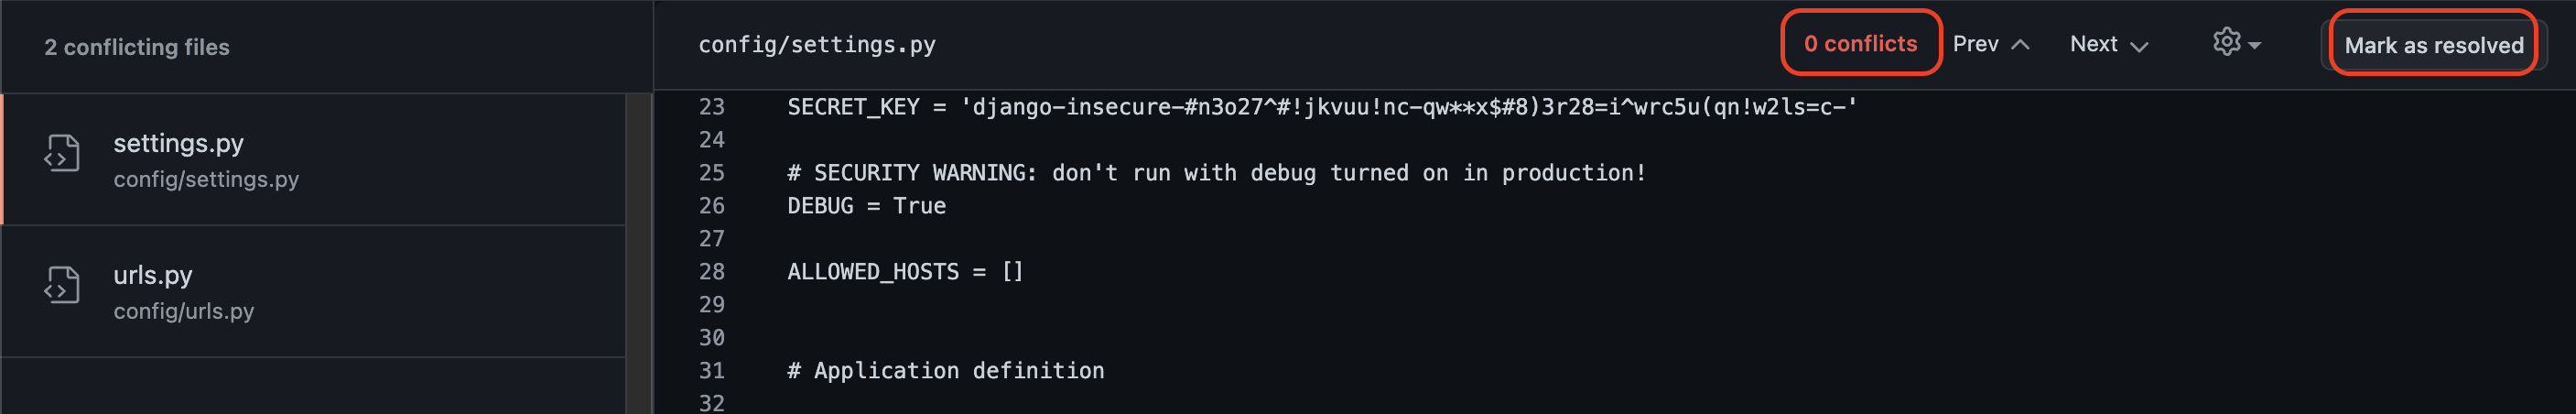 2 conflicting files
settings.py
config/settings.py
urls.py
config/urls.py
config/settings.py 0 conflicts Prev Next Mark as resolved
23 SECRET_KEY = 'django-insecure-#n3o27^#!jkvuu!nc-qw**x$#8)3r28=i^wrc5u(qn!w2ls=c-'
24
25 # SECURITY WARNING: don't run with debug turned on in production!
26 DEBUG = True
27
28 ALLOWED_HOSTS = []
29
30
31 # Application definition
32